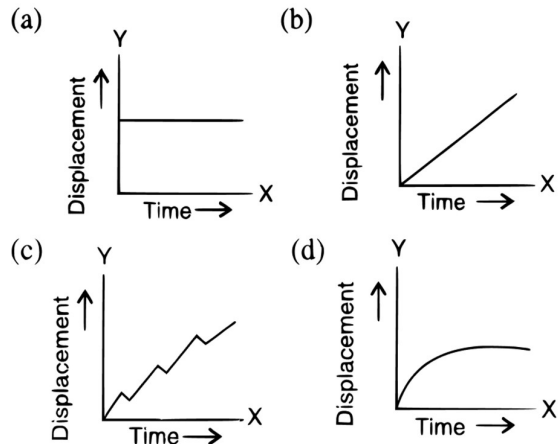 (a)
Y
Displacement
Time
X
(b)
Y
Displacement
Time
X
(c)
Y
Displacement
Time
X
(d)
Y
Displacement
Time
X